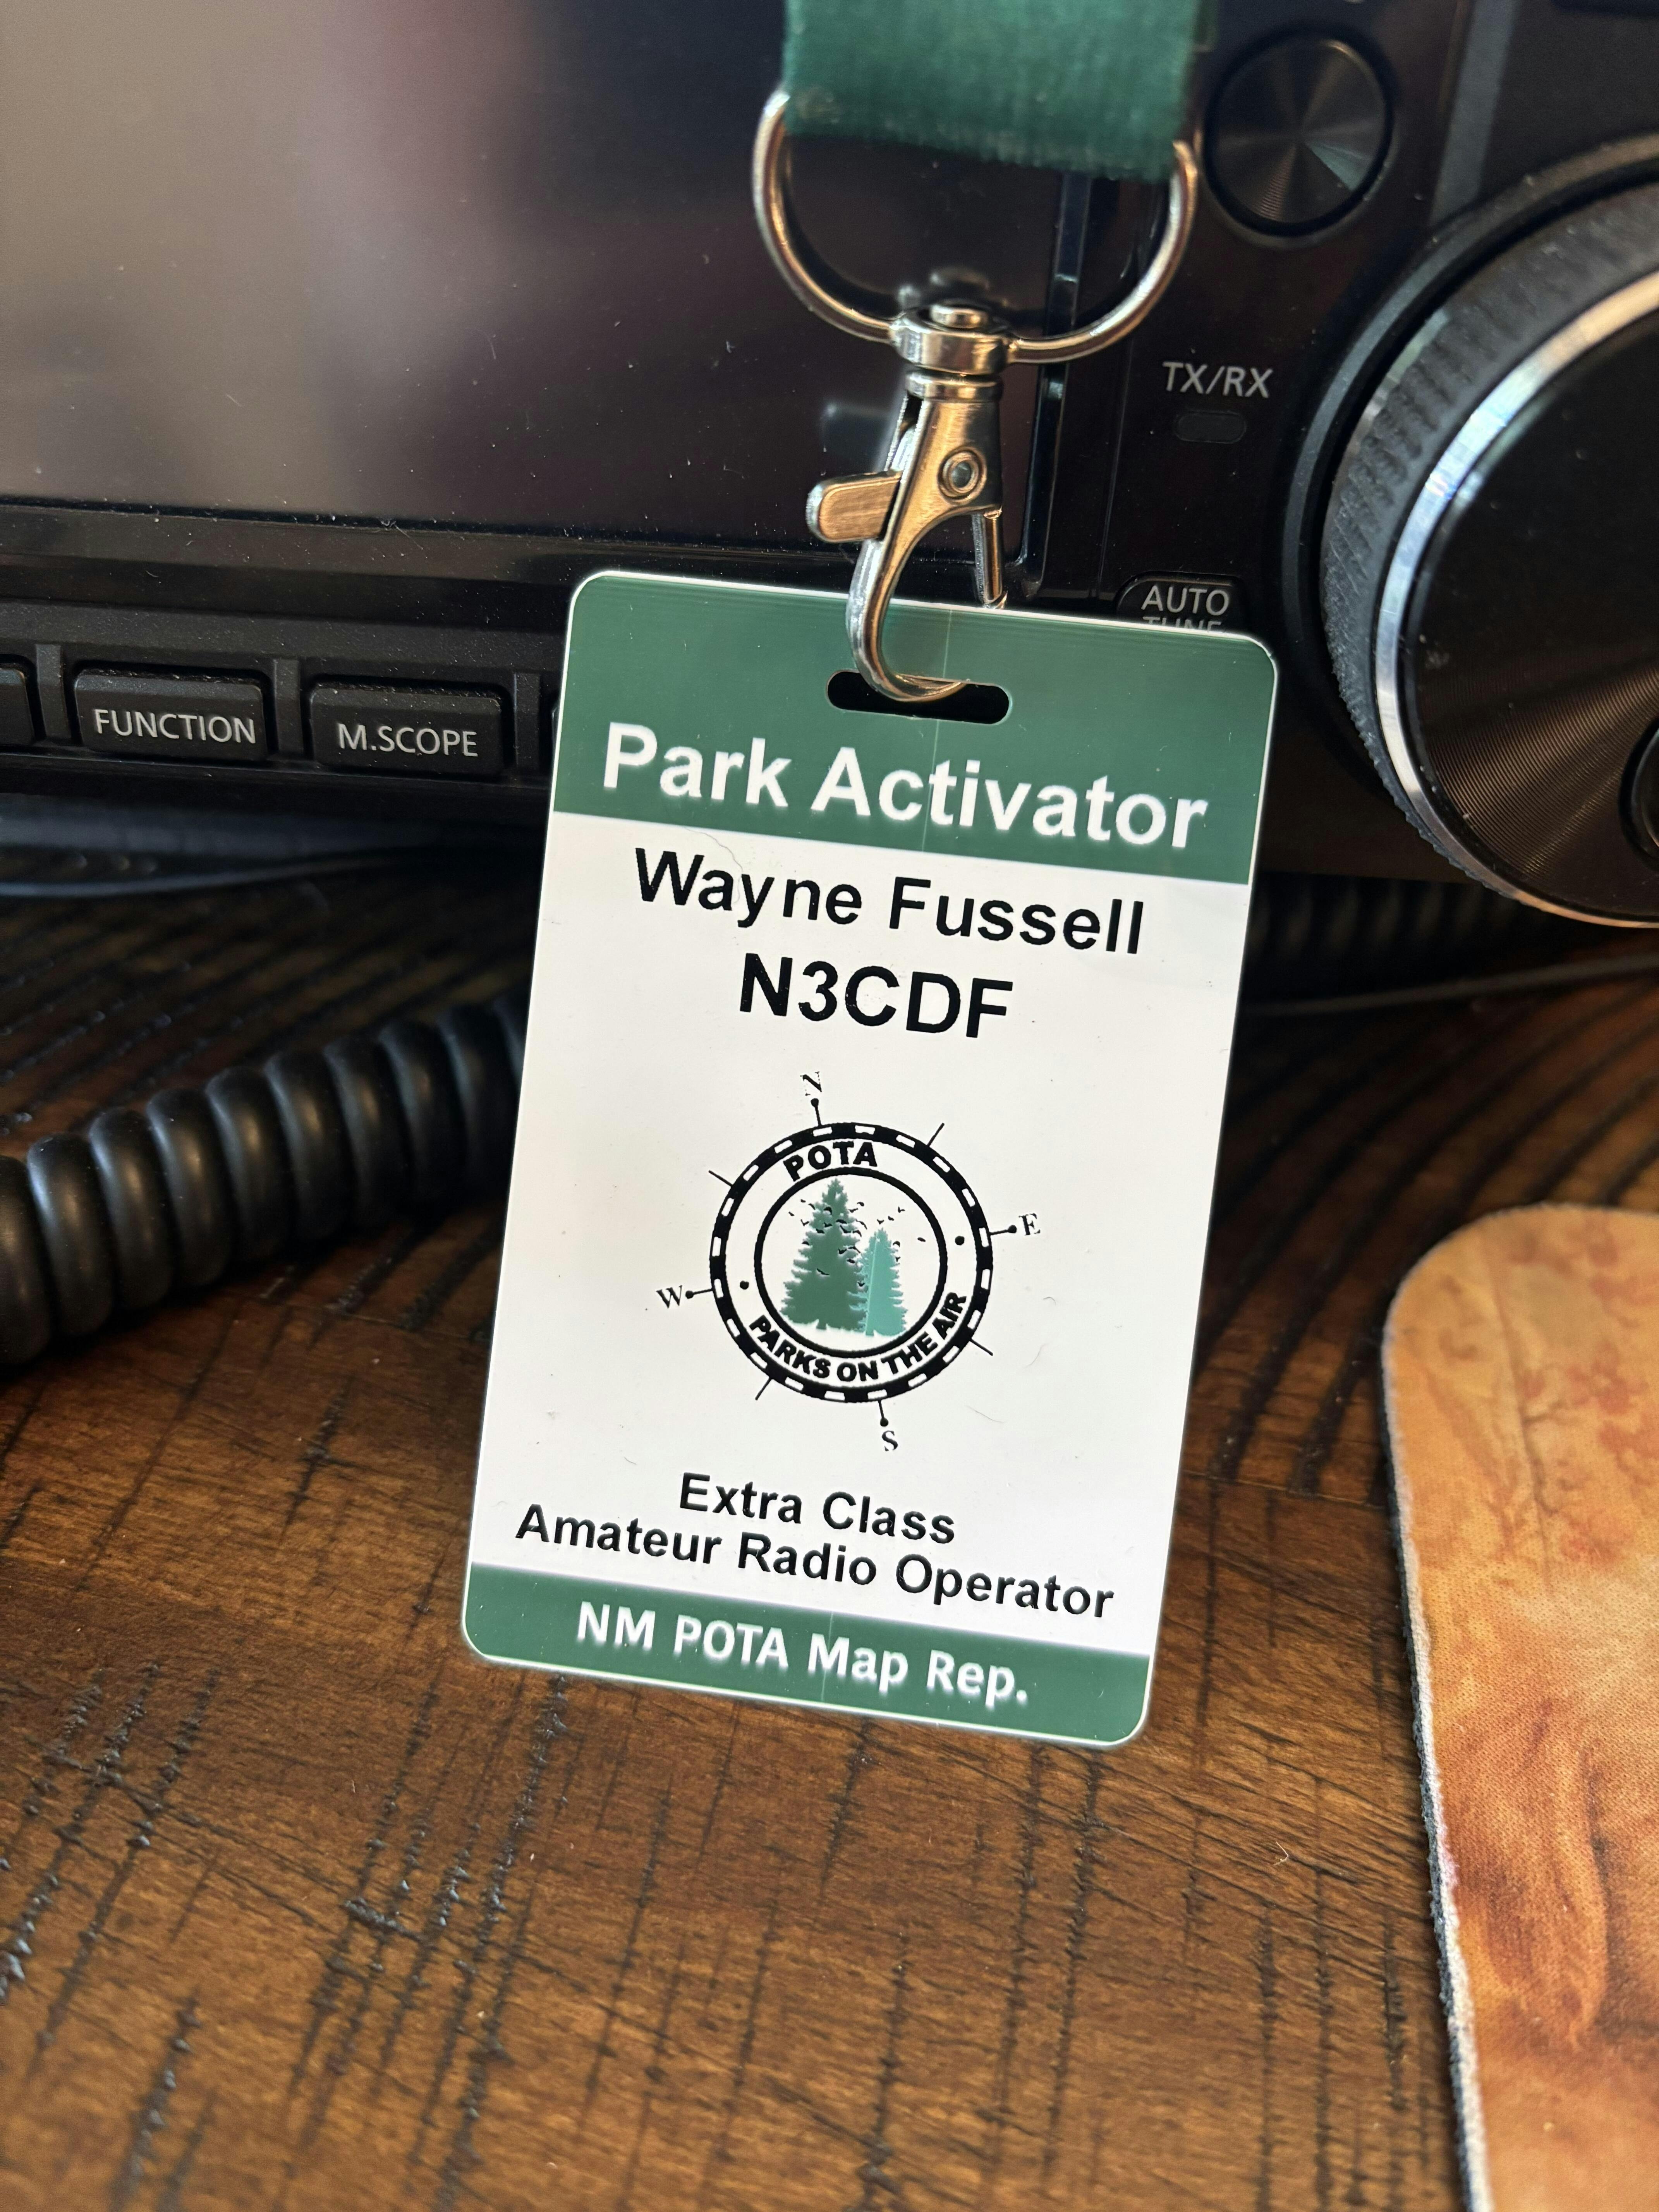 TX/RX
AUTO
TUNE
FUNCTION
M.SCOPE
Park Activator
Wayne Fussell
N3CDF
N
POTA
E
W
PARKS ON THE AIR
S
Extra Class
Amateur Radio Operator
NM POTA Map Rep.